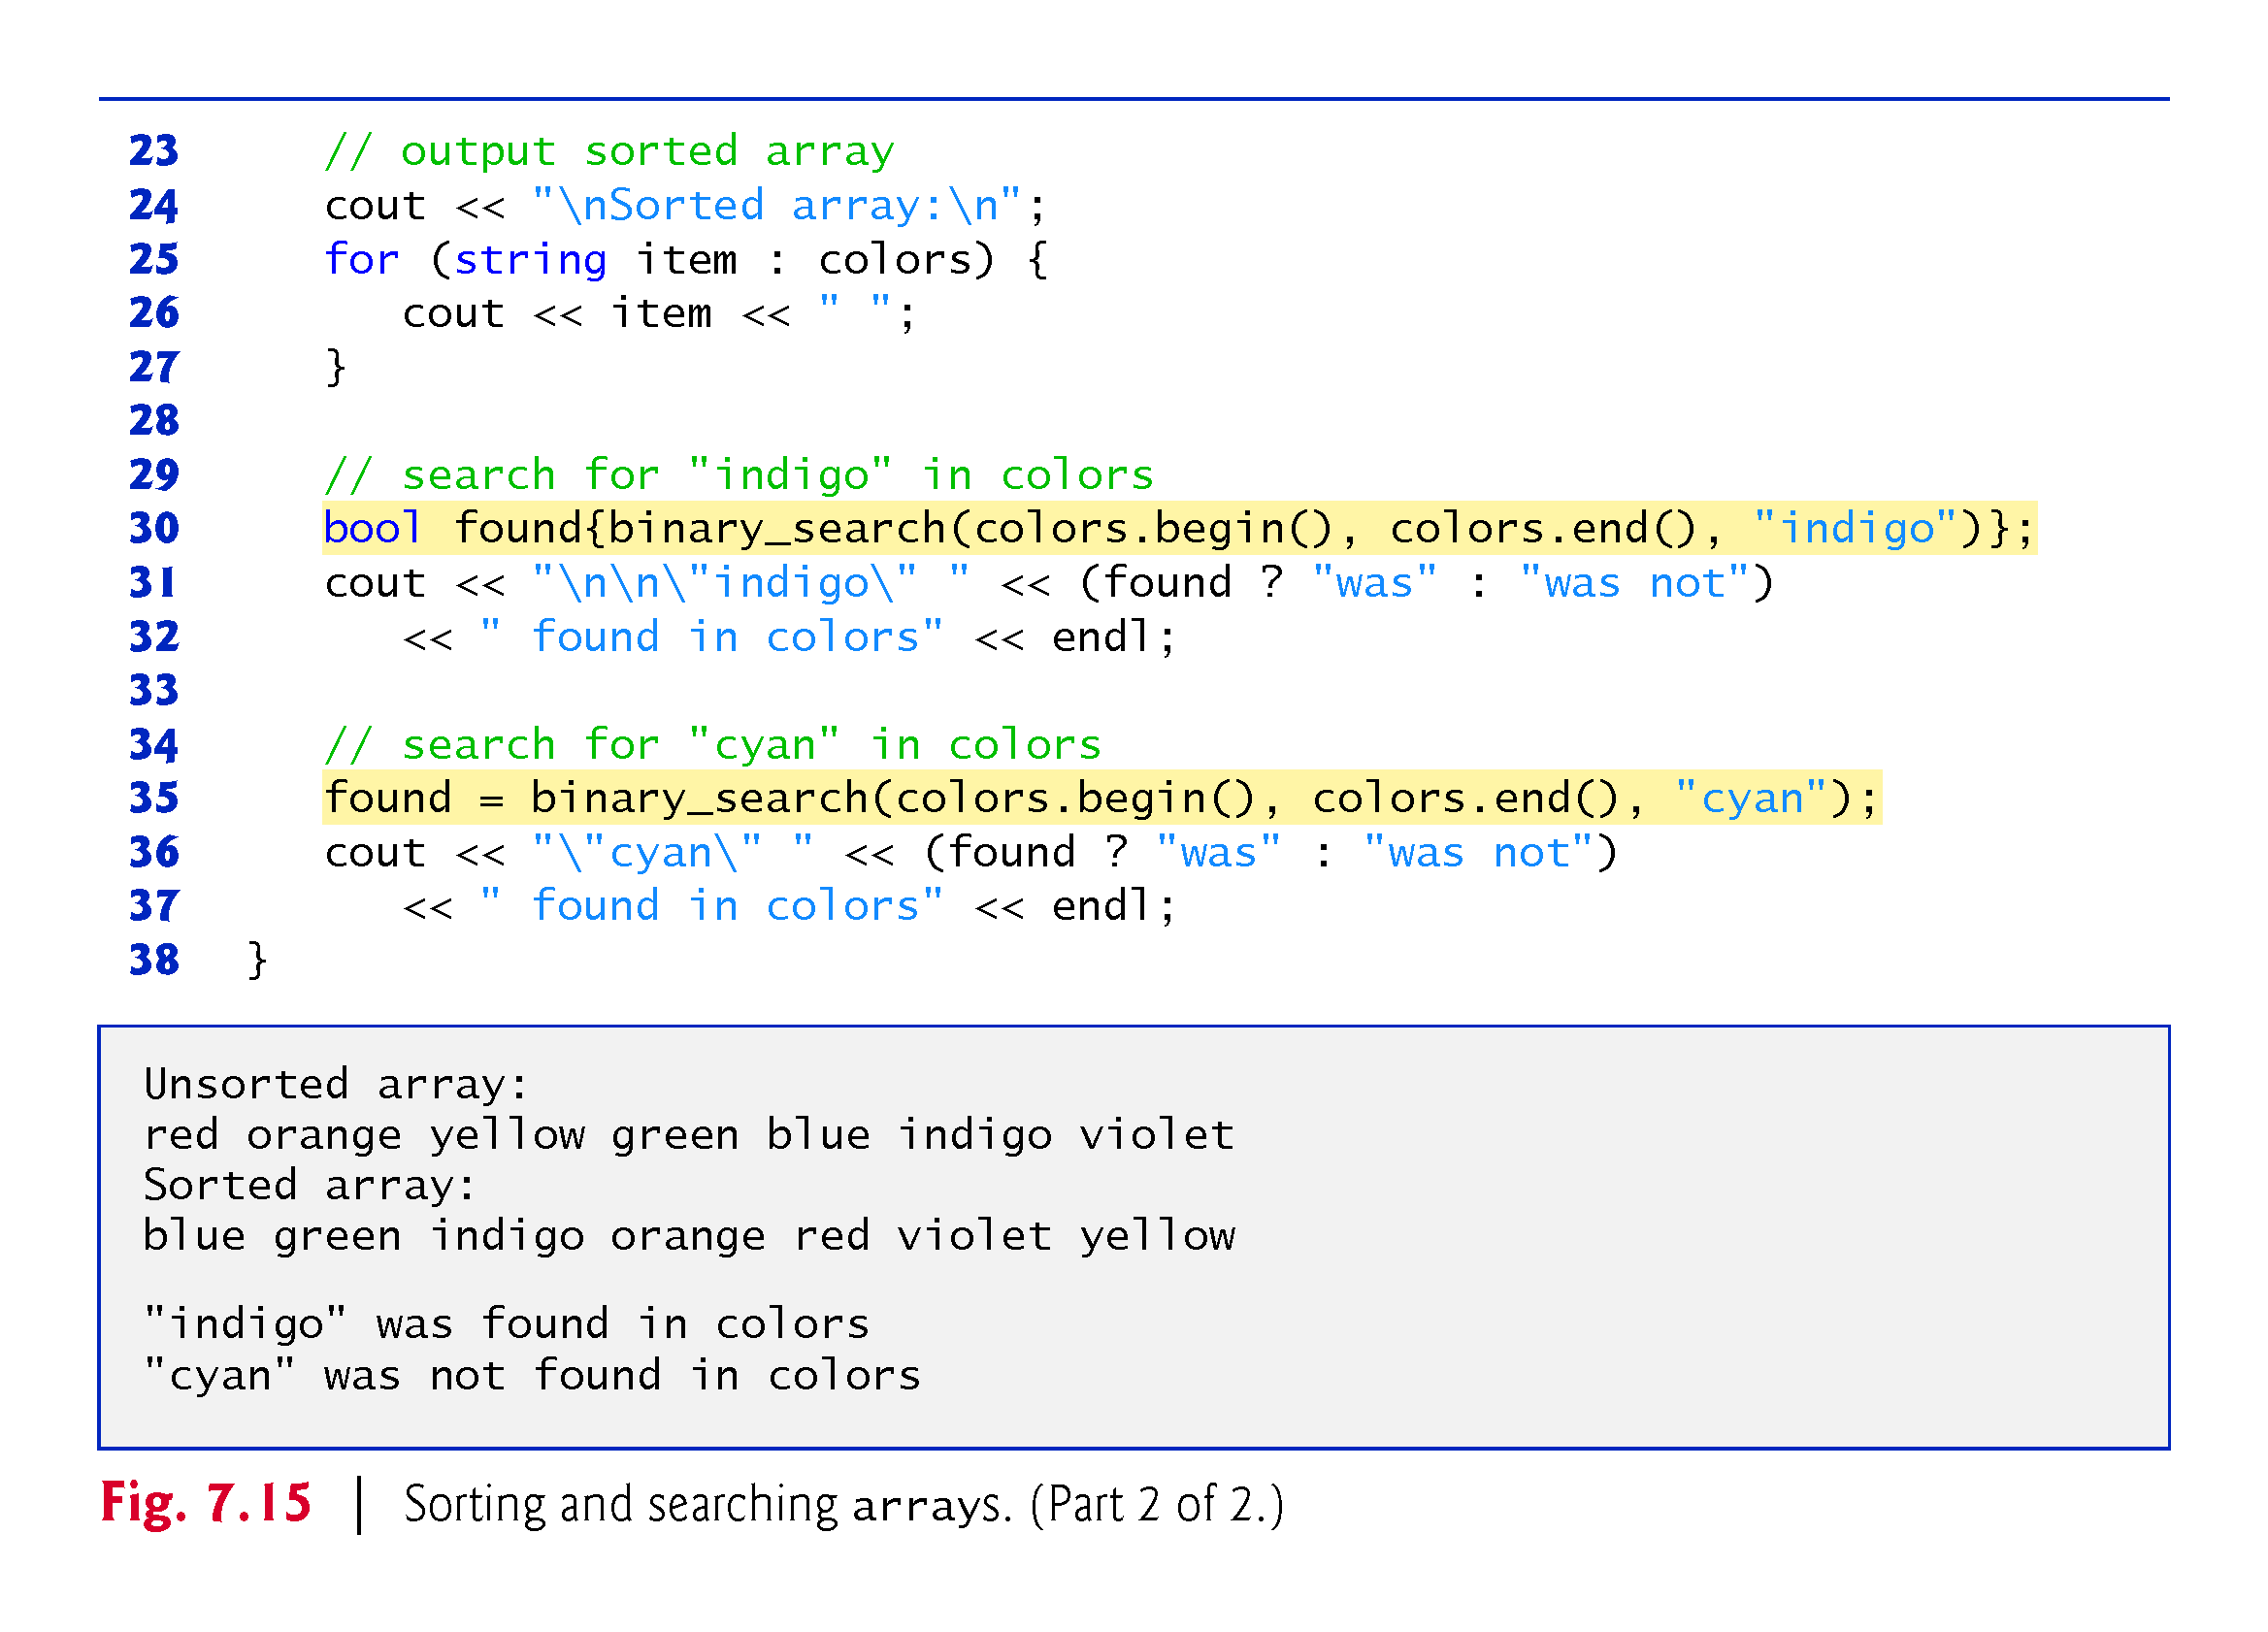 23 // output sorted array
24 cout << "\nSorted array:\n";
25 for (string item : colors) {
26 cout << item << " ";
27 }
28
29 // search for "indigo" in colors
30 bool found{binary_search(colors.begin(), colors.end(), "indigo")};
31 cout << "\n\n\"indigo\" " << (found ? "was" : "was not")
32 << " found in colors" << endl;
33
34 // search for "cyan" in colors
35 found = binary_search(colors.begin(), colors.end(), "cyan");
36 cout << "\"cyan\" " << (found ? "was" : "was not")
37 << " found in colors" << endl;
38 }
Unsorted array:
red orange yellow green blue indigo violet
Sorted array:
blue green indigo orange red violet yellow
"indigo" was found in colors
"cyan" was not found in colors
Fig. 7.15 | Sorting and searching arrays. (Part 2 of 2.)